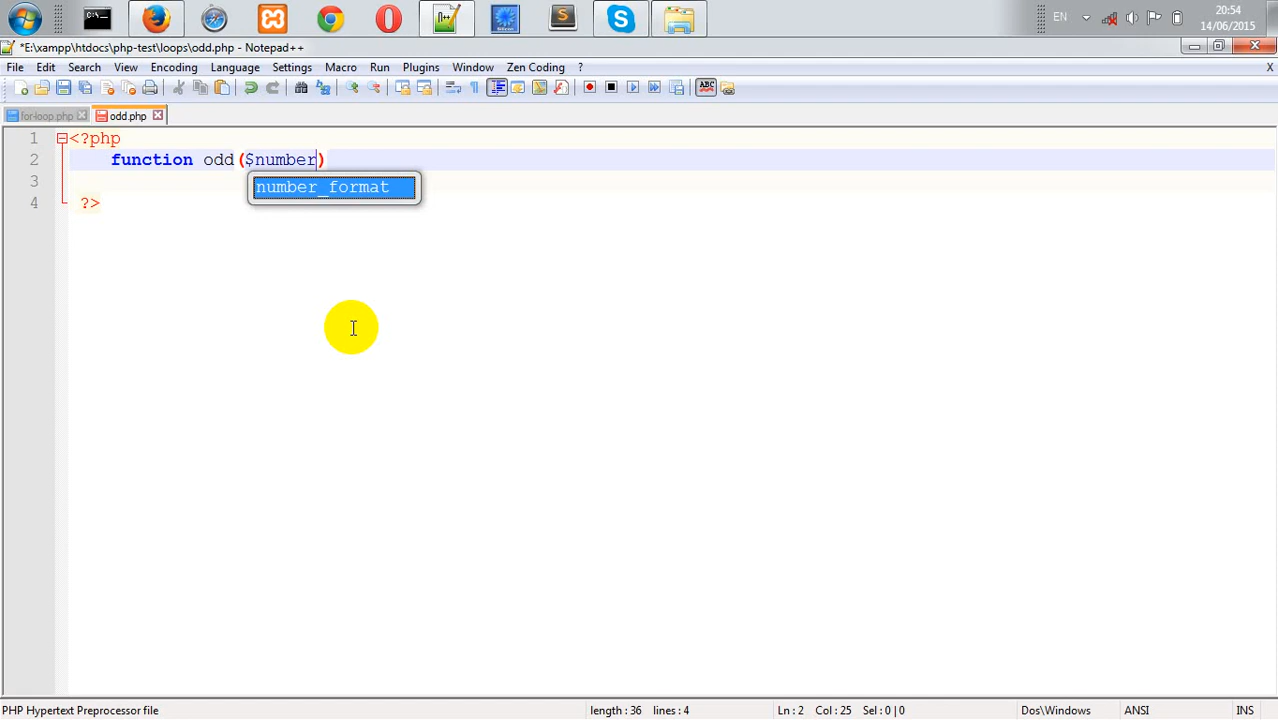 20:54
EN
14/06/2015
*E:\xampp\htdocs\php-test\loops\odd.php - Notepad++
File Edit Search View Encoding Language Settings Macro Run Plugins Window Zen Coding ? X
for-loop.php odd.php
1 <?php
2 function odd($number)
3
number_format
4 ?>
PHP Hypertext Preprocessor file length : 36 lines : 4 Ln : 2 Col : 25 Sel : 0 | 0 Dos\Windows ANSI INS